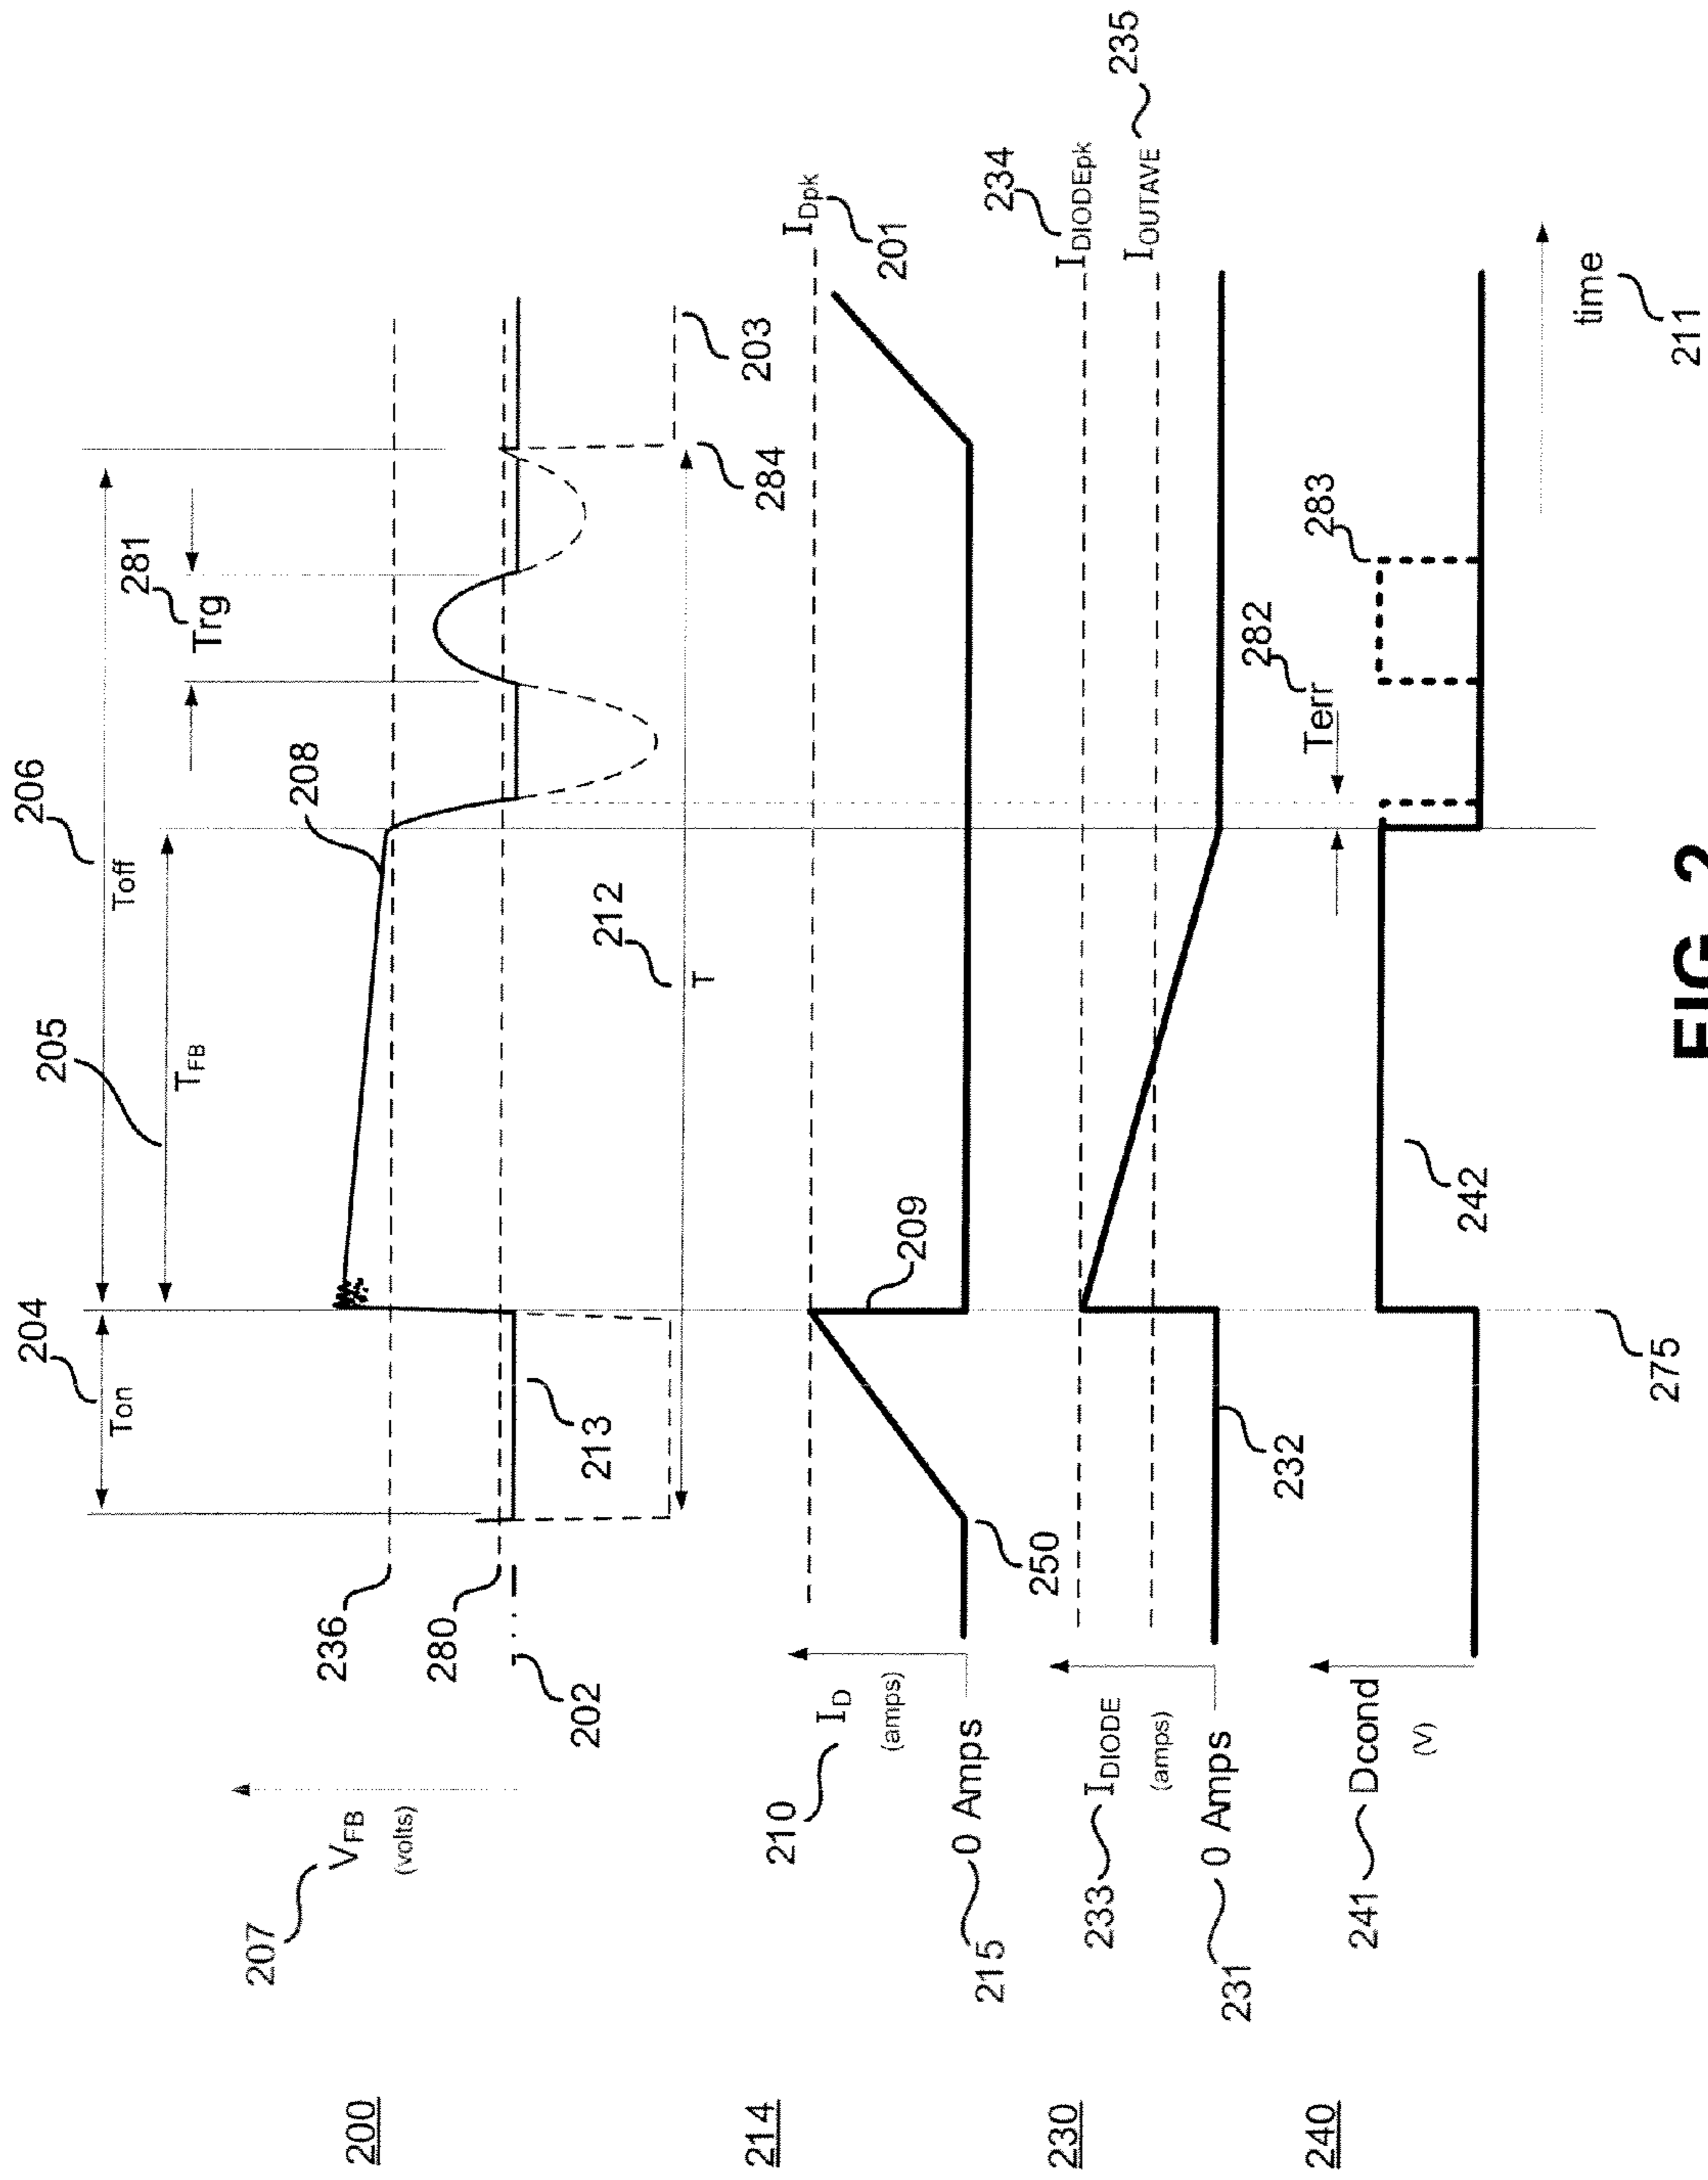 206
204
Toff
205
Ton
TFB
281
Trg
207
VFB
(volts)
200
236
208
280
202
213
212
T
284
203
IDpk
201
210
ID
(amps)
214
215
0 Amps
250
209
234
IDIODEpk
235
IOUTAVE
233
IDIODE
(amps)
230
231
0 Amps
232
282
Terr
283
241
Dcond
(V)
240
242
275
time
211
FIG. 2